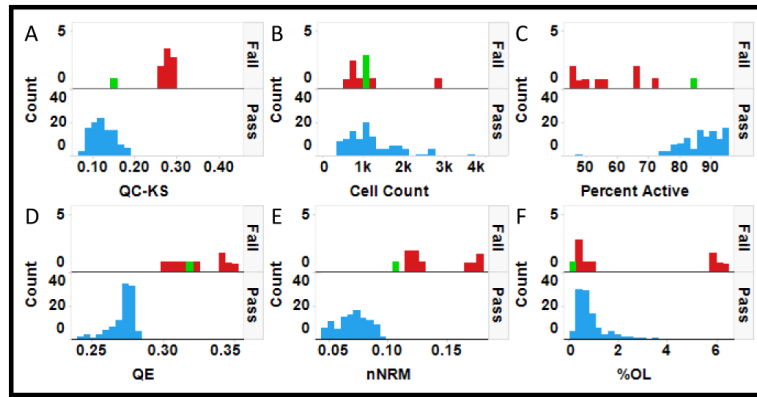 A
B
C
5
0
Fail
5
0
Fail
5
0
Fail
Count
Count
Count
40
20
0
Pass
40
20
0
Pass
40
20
0
Pass
0.10 0.20 0.30 0.40
0 1k 2k 3k 4k
50 60 70 80 90
QC-KS
Cell Count
Percent Active
D
E
F
5
0
Fail
5
0
Fail
5
0
Fail
Count
Count
Count
40
20
0
Pass
40
20
0
Pass
40
20
0
Pass
0.25 0.30 0.35
0.05 0.10 0.15
0 2 4 6
QE
nNRM
%OL